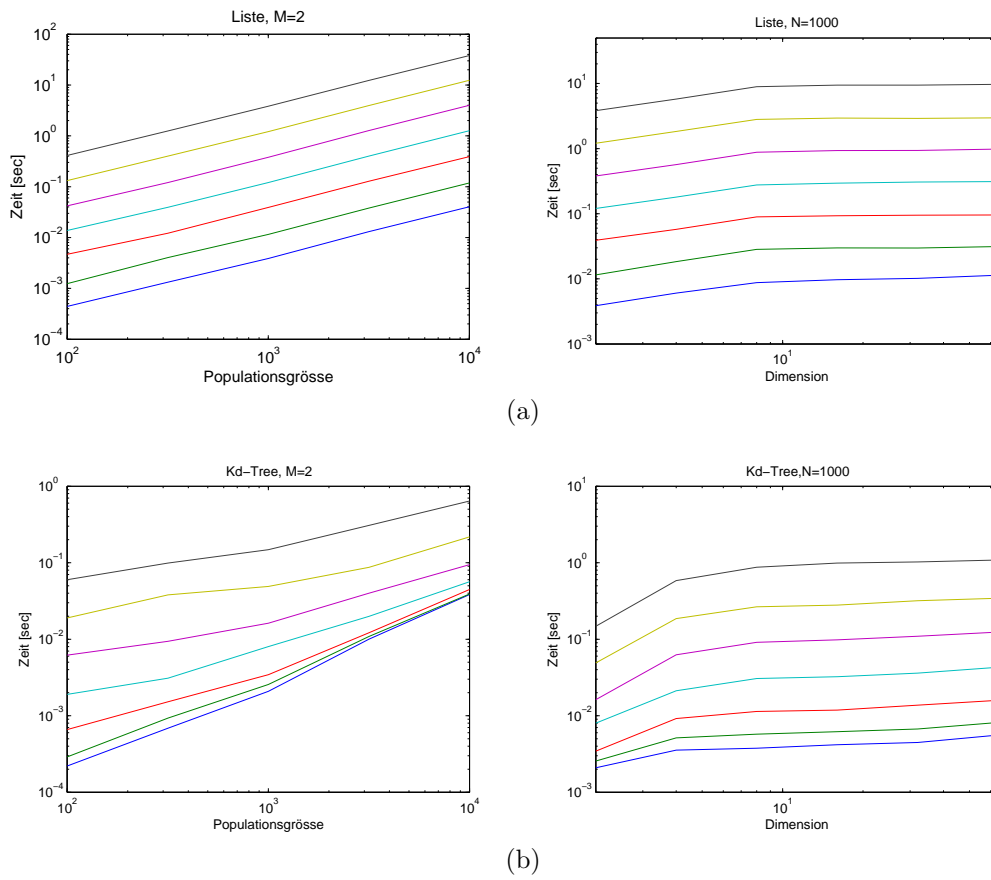 Liste, M=2
Zeit [sec]
10^2
10^1
10^0
10^−1
10^−2
10^−3
10^−4
10^2
10^3
10^4
Populationsgrösse
Liste, N=1000
Zeit [sec]
10^1
10^0
10^−1
10^−2
10^−3
10^1
Dimension
(a)
Kd−Tree, M=2
Zeit [sec]
10^0
10^−1
10^−2
10^−3
10^−4
10^2
10^3
10^4
Populationsgrösse
Kd−Tree,N=1000
Zeit [sec]
10^1
10^0
10^−1
10^−2
10^−3
10^1
Dimension
(b)